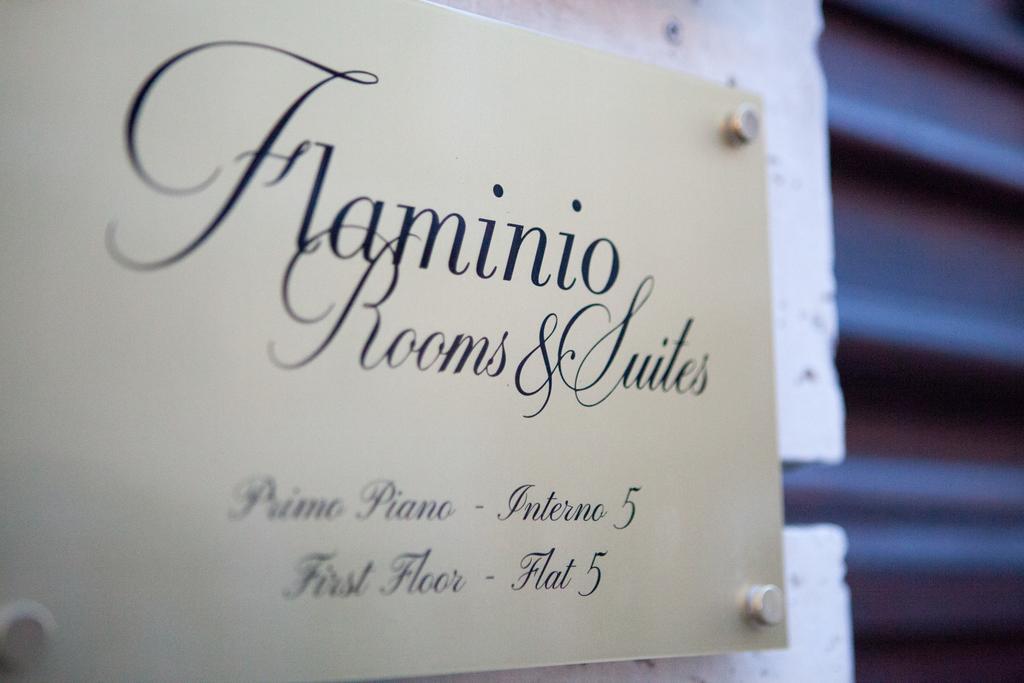 Flaminio
Rooms & Suites
Primo Piano - Interno 5
First Floor - Flat 5